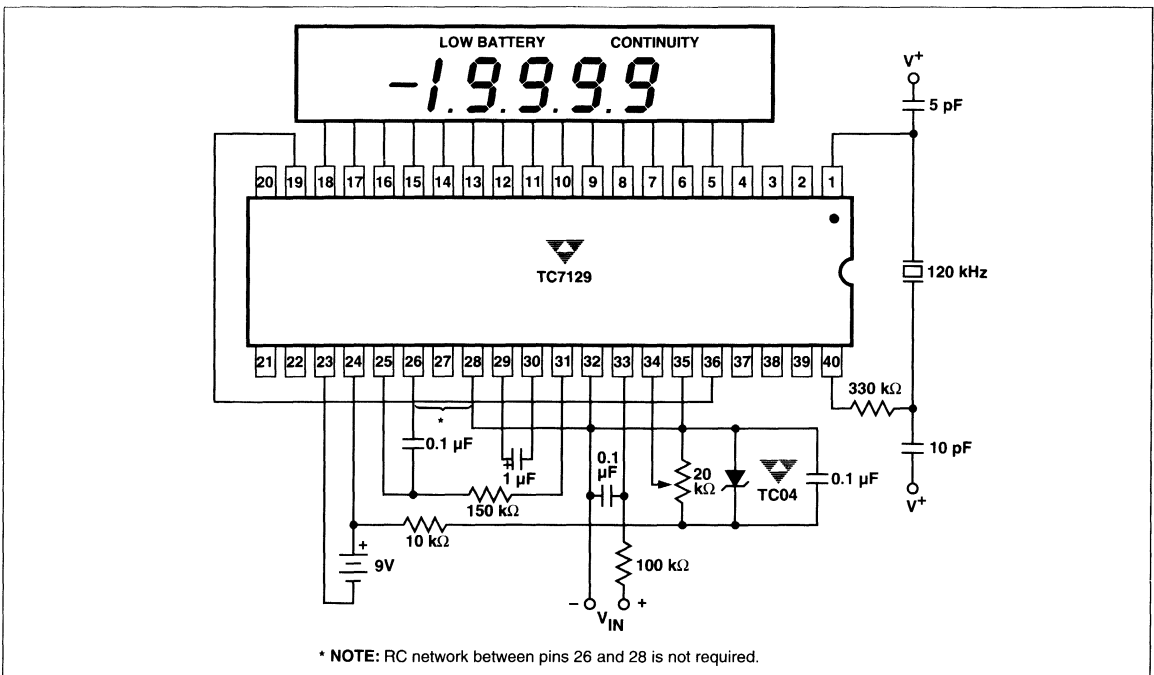 LOW BATTERY CONTINUITY
-1.9.9.9.9
V+
5 pF
20 19 18 17 16 15 14 13 12 11 10 9 8 7 6 5 4 3 2 1
TC7129
120 kHz
21 22 23 24 25 26 27 28 29 30 31 32 33 34 35 36 37 38 39 40
330 kΩ
*
0.1 µF
+
1 µF
0.1
µF
20
kΩ
TC04
0.1 µF
10 pF
V+
150 kΩ
10 kΩ
+
9V
100 kΩ
– VIN +
* NOTE: RC network between pins 26 and 28 is not required.